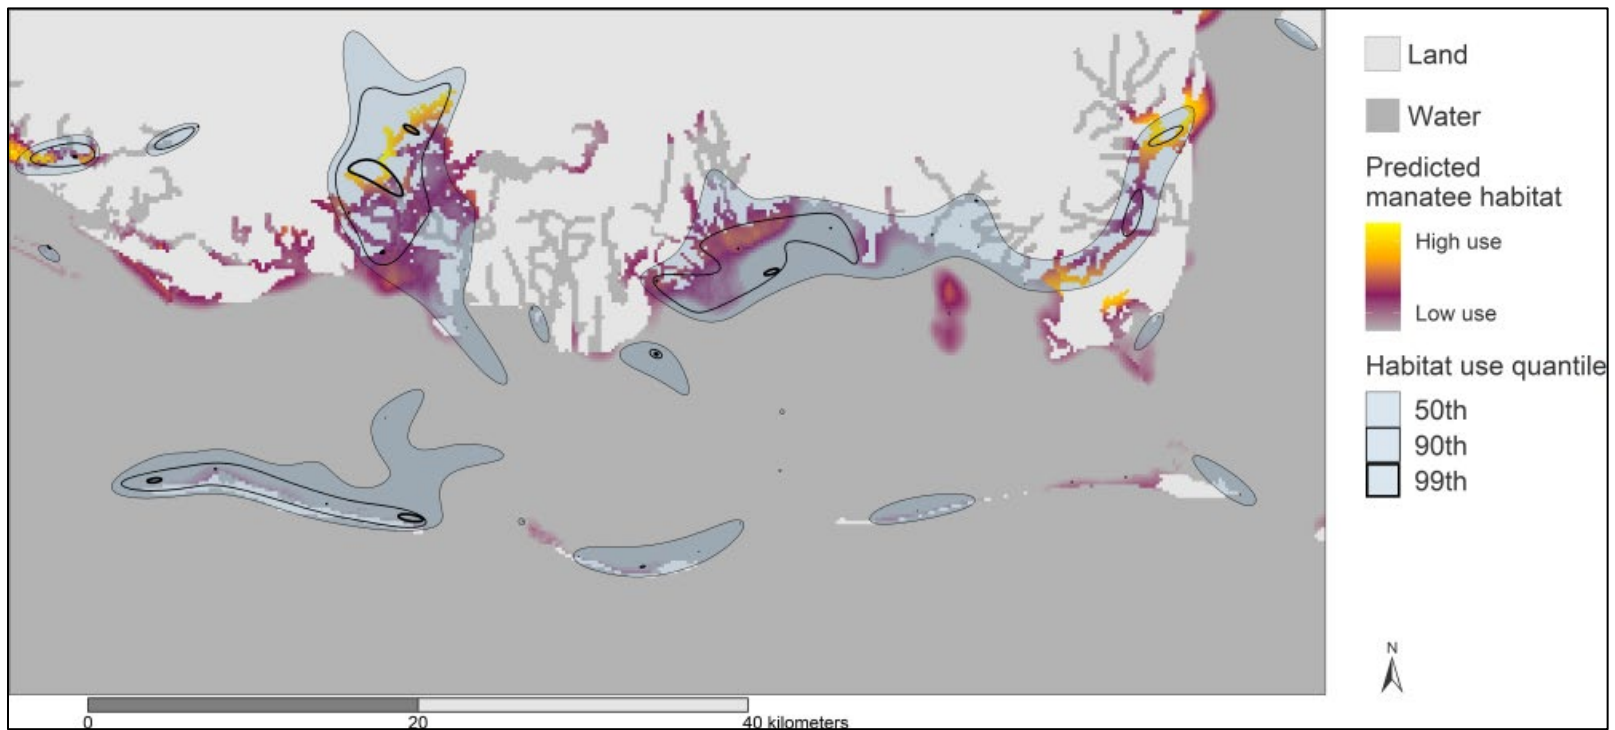 Land
Water
Predicted
manatee habitat
High use
Low use
Habitat use quantile
50th
90th
99th
N
0 20 40 kilometers